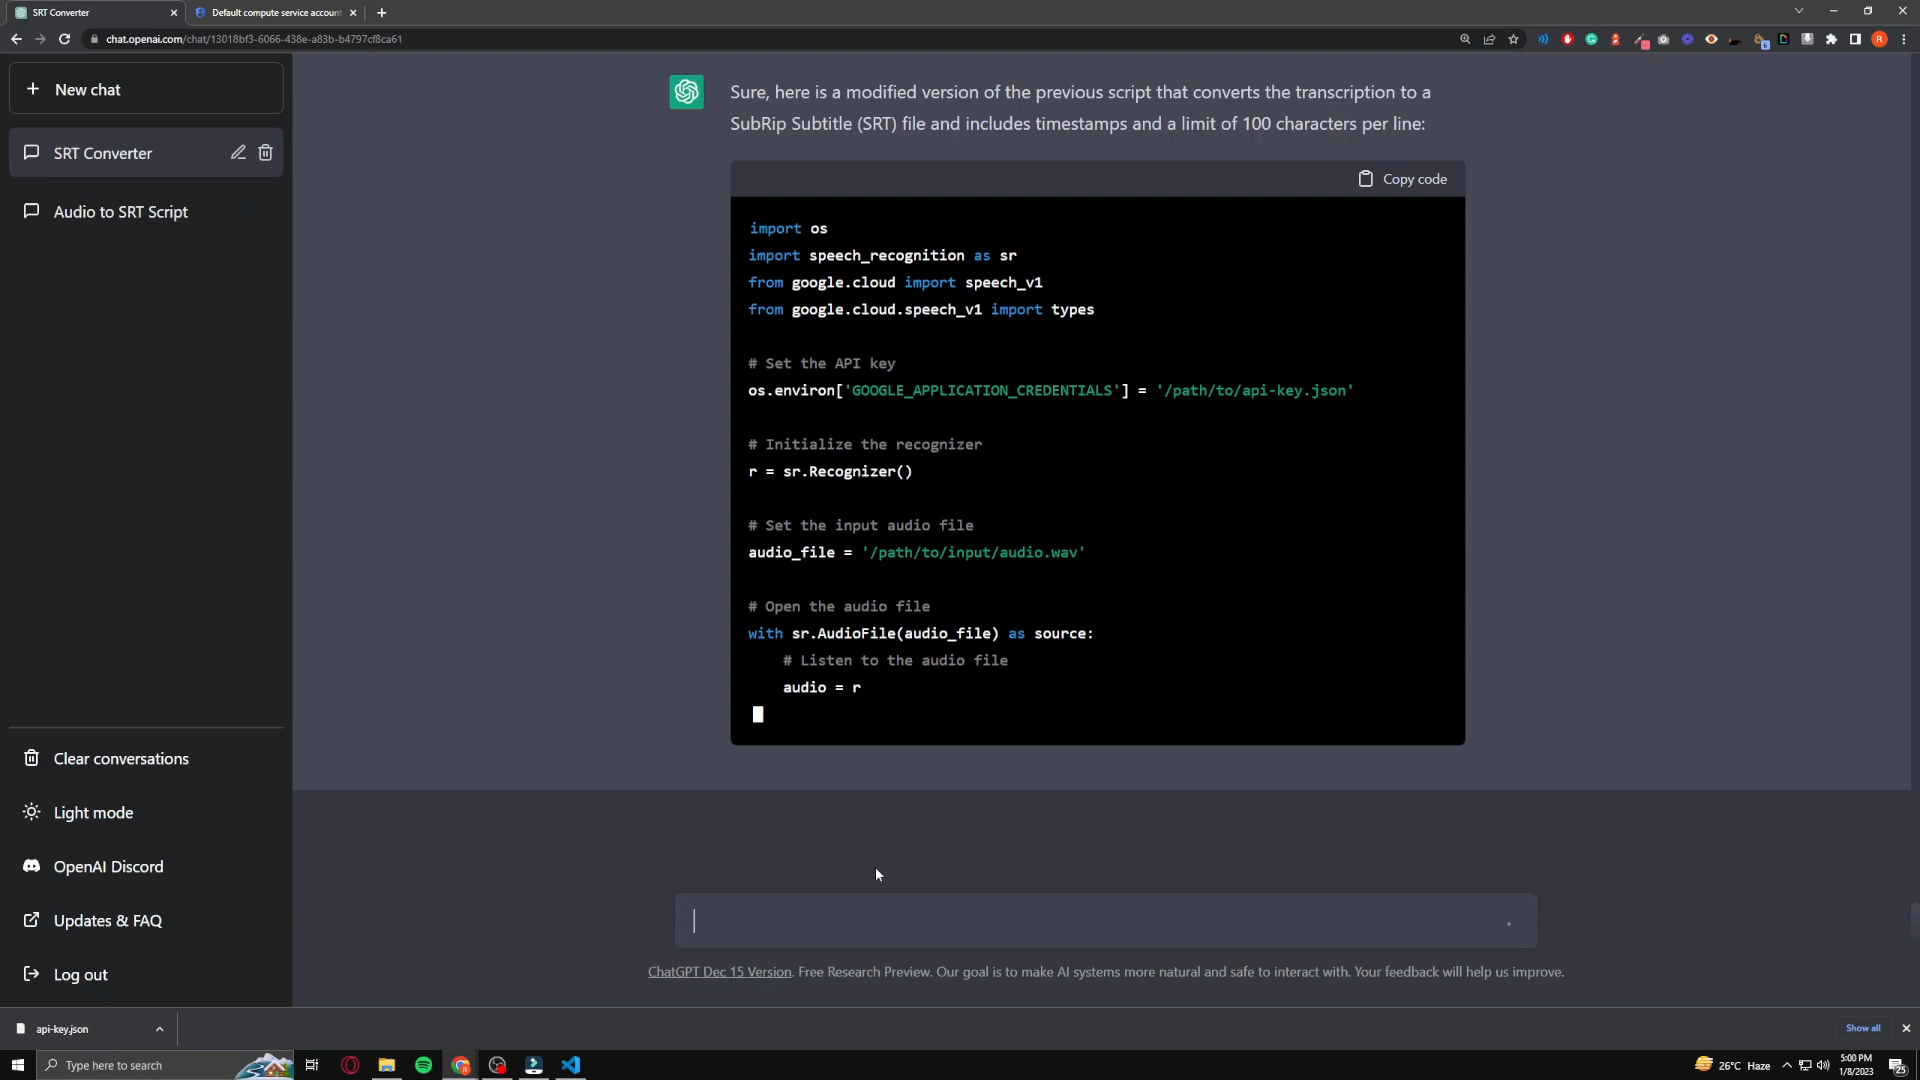 SRT Converter
Default compute service account
chat.openai.com/chat/13018bf3-6066-438e-a83b-b4797cf8ca61
New chat
SRT Converter
Audio to SRT Script
Clear conversations
Light mode
OpenAI Discord
Updates & FAQ
Log out
Sure, here is a modified version of the previous script that converts the transcription to a
SubRip Subtitle (SRT) file and includes timestamps and a limit of 100 characters per line:
Copy code
import os
import speech_recognition as sr
from google.cloud import speech_v1
from google.cloud.speech_v1 import types
# Set the API key
os.environ['GOOGLE_APPLICATION_CREDENTIALS'] = '/path/to/api-key.json'
# Initialize the recognizer
r = sr.Recognizer()
# Set the input audio file
audio_file = '/path/to/input/audio.wav'
# Open the audio file
with sr.AudioFile(audio_file) as source:
# Listen to the audio file
audio = r
ChatGPT Dec 15 Version. Free Research Preview. Our goal is to make AI systems more natural and safe to interact with. Your feedback will help us improve.
api-key.json
Show all
Type here to search
26°C Haze
5:00 PM
1/8/2023
25